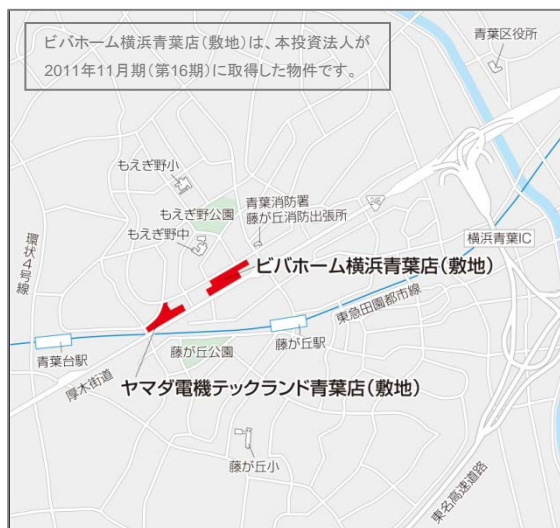 ビバホーム横浜青葉店(敷地)は、本投資法人が
2011年11月期(第16期)に取得した物件です。
青葉区役所
もえぎ野小
もえぎ野公園
青葉消防署
藤が丘消防出張所
もえぎ野中
環状4号線
横浜青葉IC
ビバホーム横浜青葉店(敷地)
東急田園都市線
青葉台駅
厚木街道
藤が丘公園
藤が丘駅
ヤマダ電機テックランド青葉店(敷地)
藤が丘小
東名高速道路